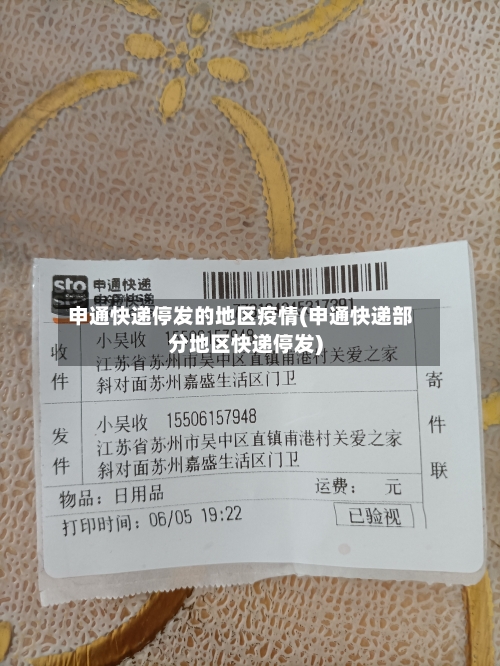 sto 申通快递
申通快递停发的地区疫情(申通快递部
分地区快递停发)
收件
小吴收 15506157948
江苏省苏州市吴中区直镇甫港村关爱之家
斜对面苏州嘉盛生活区门卫
发件
小吴收 15506157948
江苏省苏州市吴中区直镇甫港村关爱之家
斜对面苏州嘉盛生活区门卫
寄件联
物品：日用品 运费： 元
打印时间：06/05 19:22 已验视